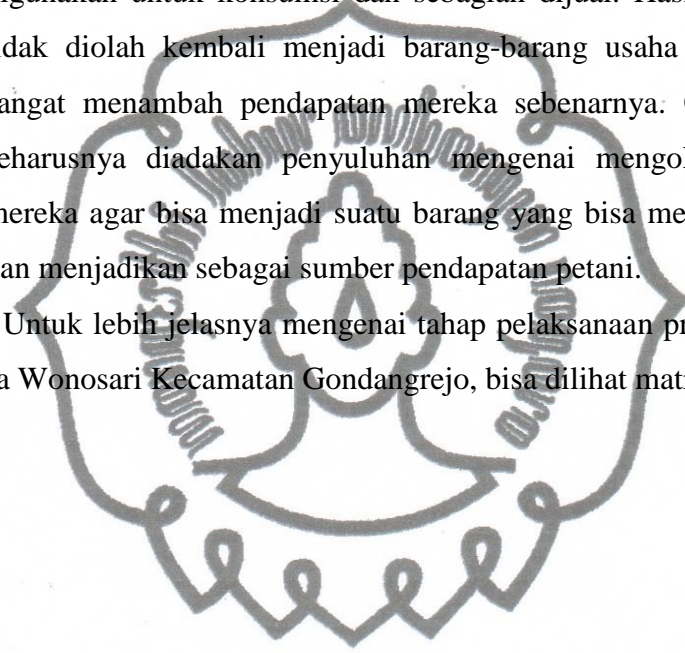 igunakan untuk konsumsi dan sebagian dijual.
idak diolah kembali menjadi barang-barang usaha
angat menambah pendapatan mereka sebenarnya.
eharusnya diadakan penyuluhan mengenai mengol
nereka agar bisa menjadi suatu barang yang bisa me
an menjadikan sebagai sumber pendapatan petani.
Untuk lebih jelasnya mengenai tahap pelaksanaan pr
a Wonosari Kecamatan Gondangrejo, bisa dilihat mat